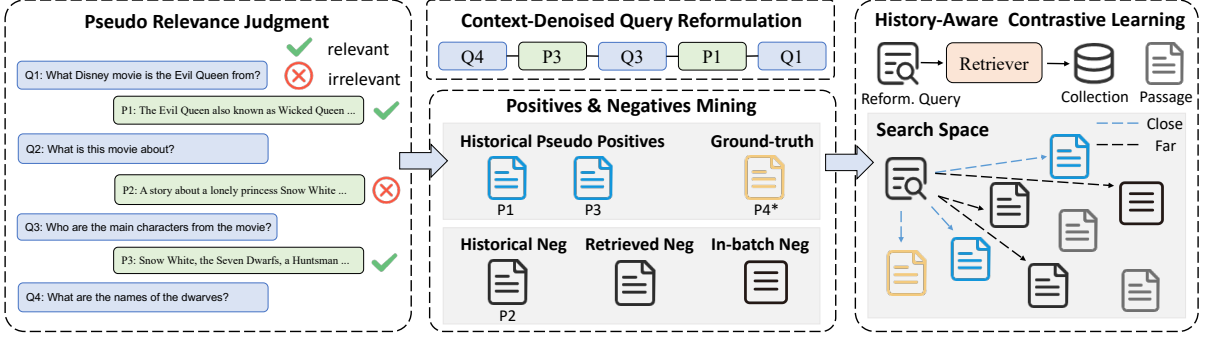 Pseudo Relevance Judgment
relevant
irrelevant
Q1: What Disney movie is the Evil Queen from?
P1: The Evil Queen also known as Wicked Queen ...
Q2: What is this movie about?
P2: A story about a lonely princess Snow White ...
Q3: Who are the main characters from the movie?
P3: Snow White, the Seven Dwarfs, a Huntsman ...
Q4: What are the names of the dwarves?
Context-Denoised Query Reformulation
Q4 P3 Q3 P1 Q1
Positives & Negatives Mining
Historical Pseudo Positives Ground-truth
P1 P3 P4*
Historical Neg Retrieved Neg In-batch Neg
P2
History-Aware Contrastive Learning
Retriever
Reform. Query Collection Passage
Search Space
Close
Far